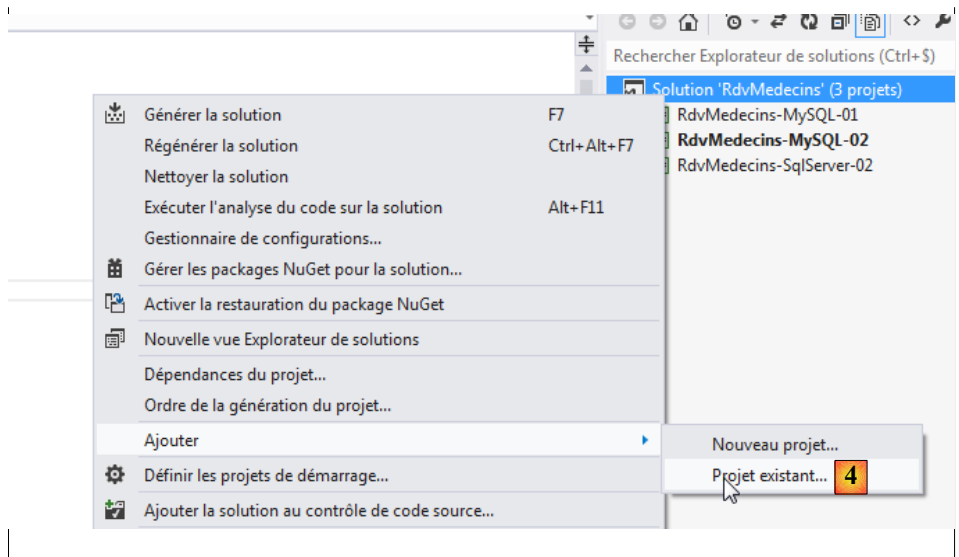 Rechercher Explorateur de solutions (Ctrl+$)
Solution 'RdvMedecins' (3 projets)
RdvMedecins-MySQL-01
RdvMedecins-MySQL-02
RdvMedecins-SqlServer-02
Générer la solution F7
Régénérer la solution Ctrl+Alt+F7
Nettoyer la solution
Exécuter l'analyse du code sur la solution Alt+F11
Gestionnaire de configurations...
Gérer les packages NuGet pour la solution...
Activer la restauration du package NuGet
Nouvelle vue Explorateur de solutions
Dépendances du projet...
Ordre de la génération du projet...
Ajouter
Nouveau projet...
Projet existant... 4
Définir les projets de démarrage...
Ajouter la solution au contrôle de code source...